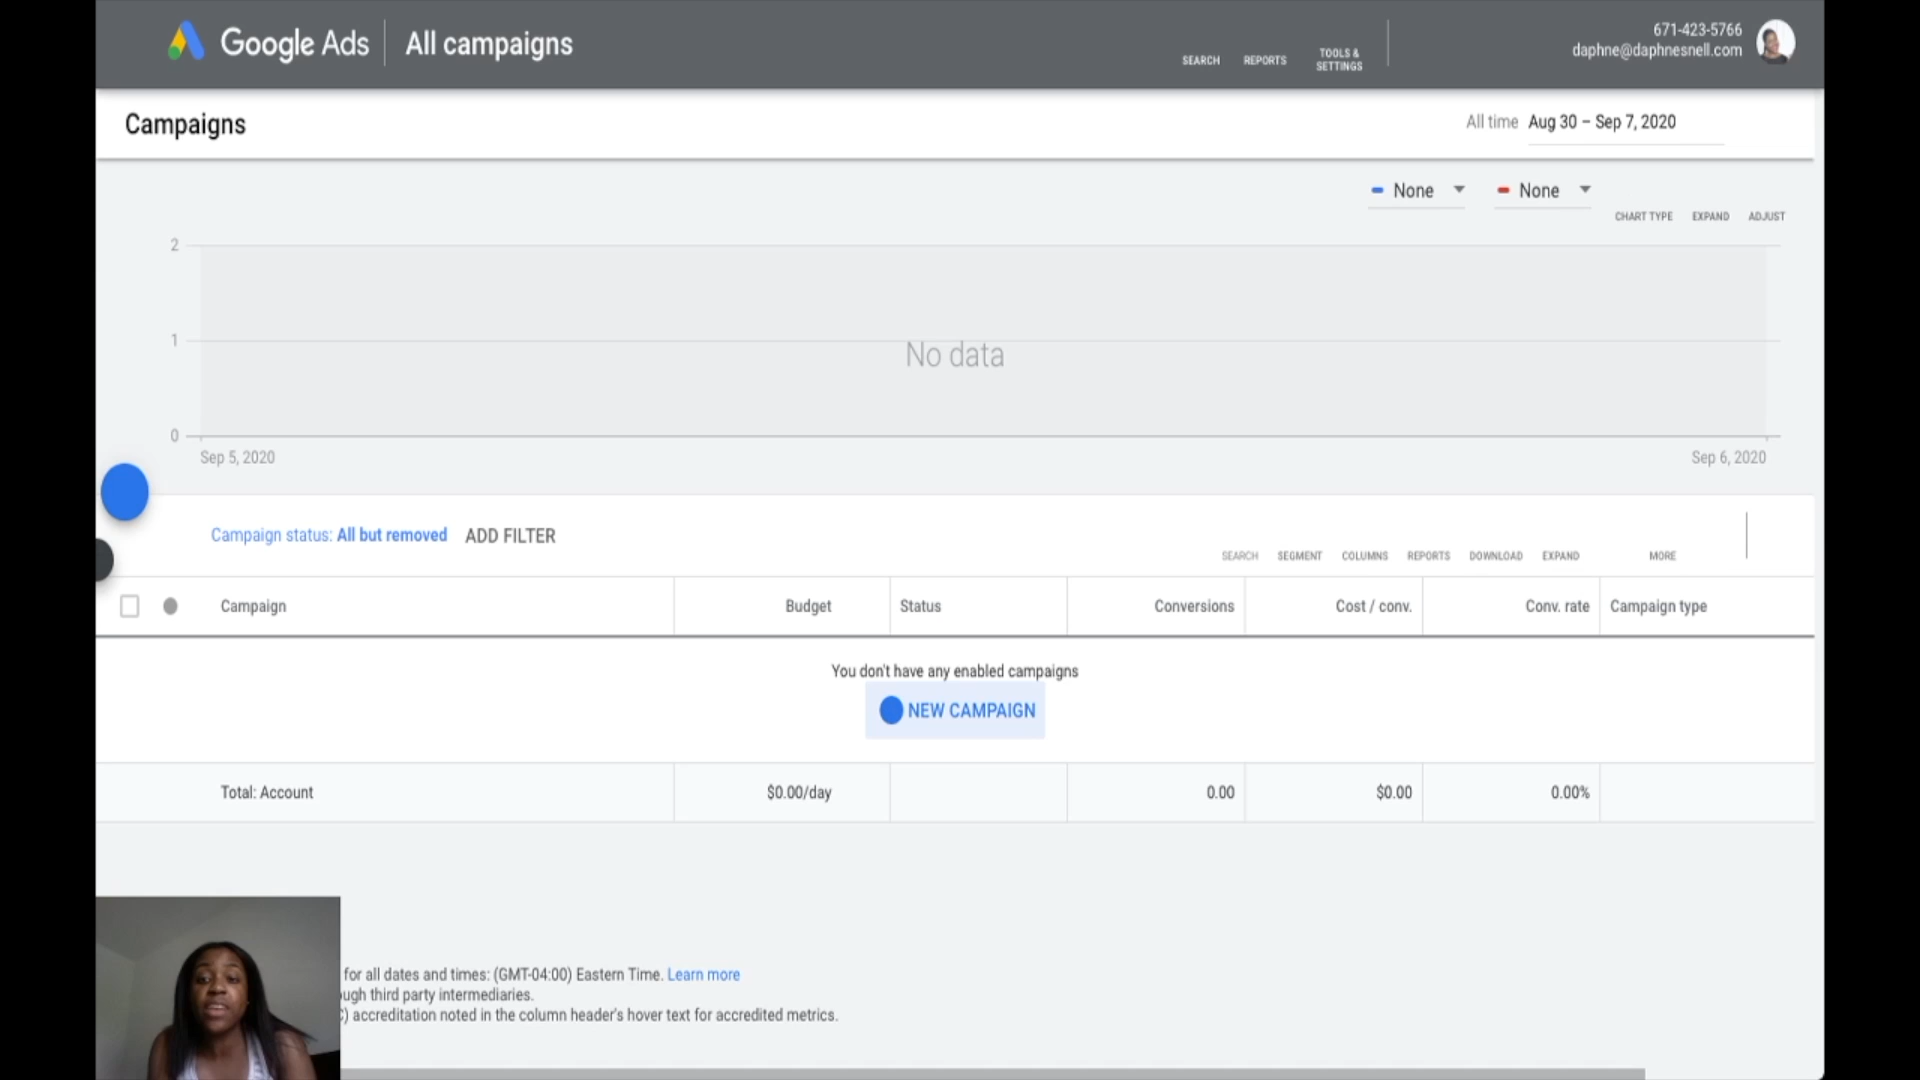 Google Ads All campaigns
SEARCH REPORTS TOOLS & SETTINGS
671-423-5766
daphne@daphnesnell.com
Campaigns
All time Aug 30 – Sep 7, 2020
None None
CHART TYPE EXPAND ADJUST
2
1
No data
0
Sep 5, 2020 Sep 6, 2020
Campaign status: All but removed ADD FILTER
SEARCH SEGMENT COLUMNS REPORTS DOWNLOAD EXPAND MORE
Campaign Budget Status Conversions Cost / conv. Conv. rate Campaign type
You don't have any enabled campaigns
NEW CAMPAIGN
Total: Account $0.00/day 0.00 $0.00 0.00%
for all dates and times: (GMT-04:00) Eastern Time. Learn more
third party intermediaries.
accreditation noted in the column header's hover text for accredited metrics.